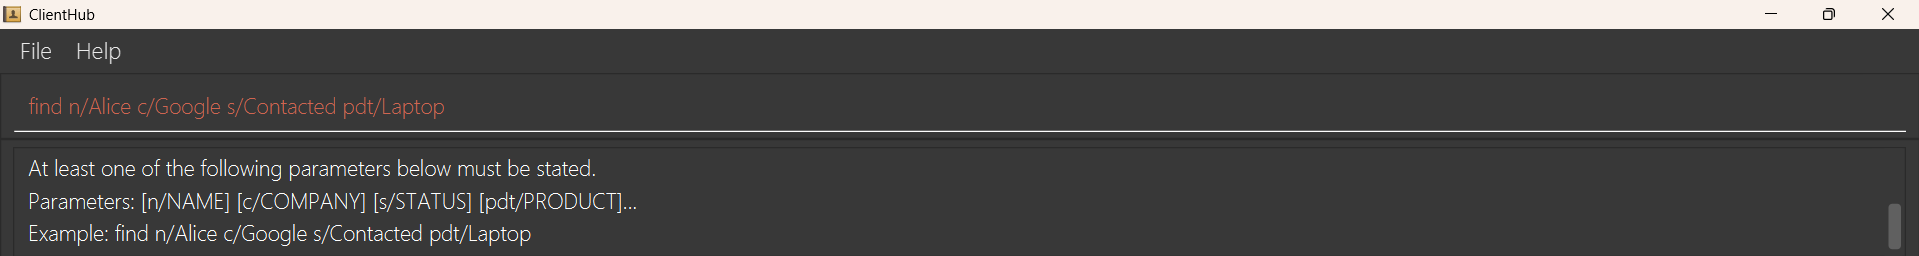 ClientHub
File Help
find n/Alice c/Google s/Contacted pdt/Laptop
At least one of the following parameters below must be stated.
Parameters: [n/NAME] [c/COMPANY] [s/STATUS] [pdt/PRODUCT]...
Example: find n/Alice c/Google s/Contacted pdt/Laptop